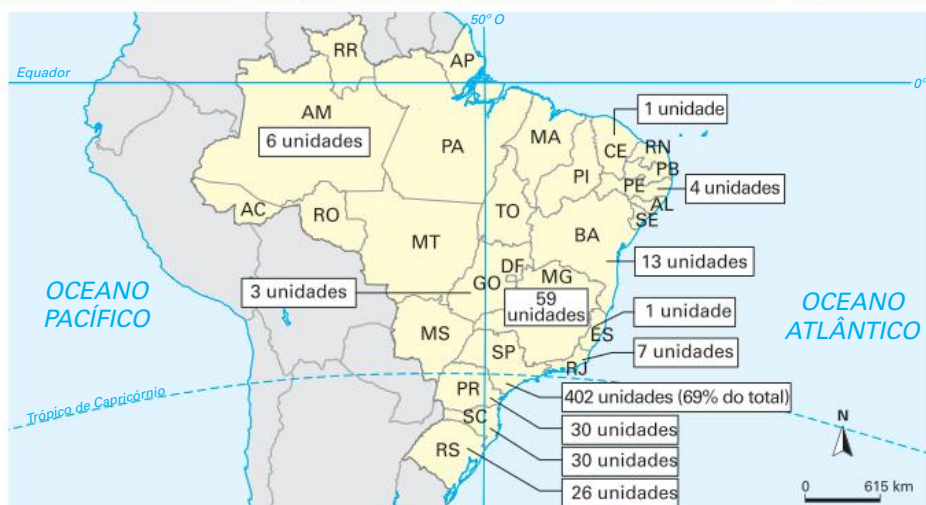 50º O
RR
AP
Equador
0º
AM
6 unidades
1 unidade
PA
MA
CE
RN
PB
PI
PE
4 unidades
AC
RO
TO
AL
SE
MT
BA
13 unidades
DF
GO
MG
3 unidades
59
unidades
1 unidade
OCEANO
PACÍFICO
OCEANO
ATLÂNTICO
MS
ES
SP
7 unidades
RJ
PR
402 unidades (69% do total)
Trópico de Capricórnio
SC
30 unidades
N
RS
30 unidades
26 unidades
0
615 km